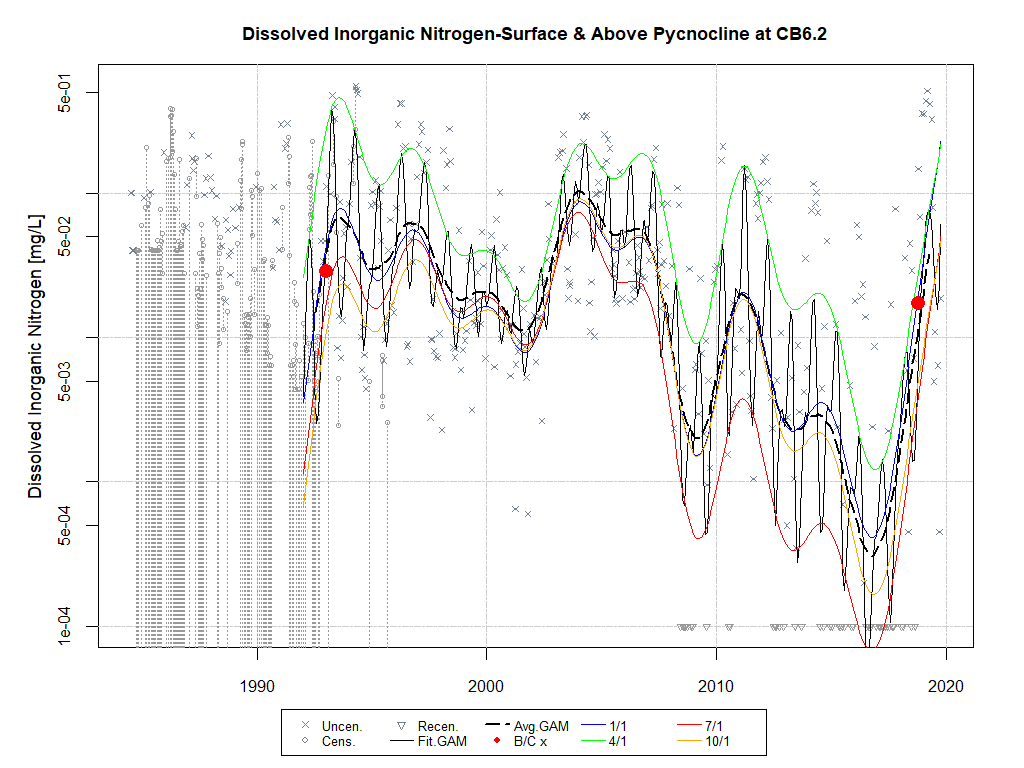 Dissolved Inorganic Nitrogen-Surface & Above Pycnocline at CB6.2
Dissolved Inorganic Nitrogen [mg/L]
5e-01
5e-02
5e-03
5e-04
1e-04
1990 2000 2010 2020
Uncen. Recen. Avg.GAM 1/1 7/1
Cens. Fit.GAM B/C x 4/1 10/1